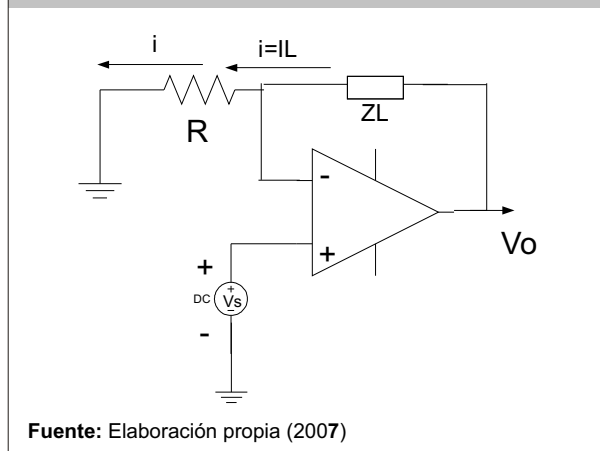 i
i=IL
R
ZL
-
+
Vo
+
DC
+
Vs
-
-
Fuente: Elaboración propia (2007)